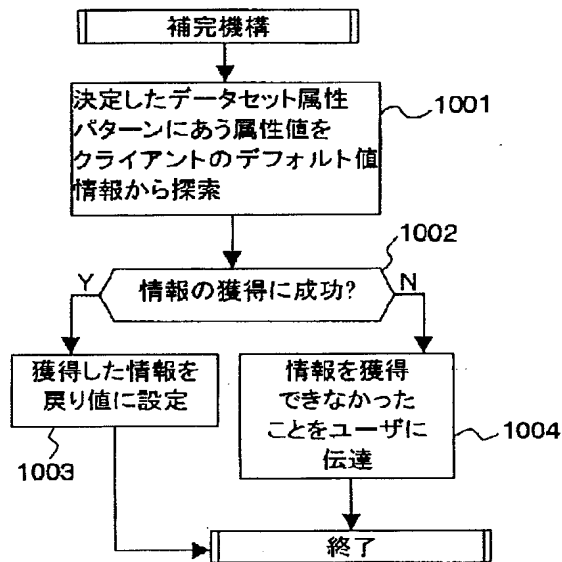 補完機構
決定したデータセット属性
パターンにあう属性値を
クライアントのデフォルト値
情報から探索
1001
1002
Y
情報の獲得に成功?
N
獲得した情報を
戻り値に設定
1003
情報を獲得
できなかった
ことをユーザに
伝達
1004
終了